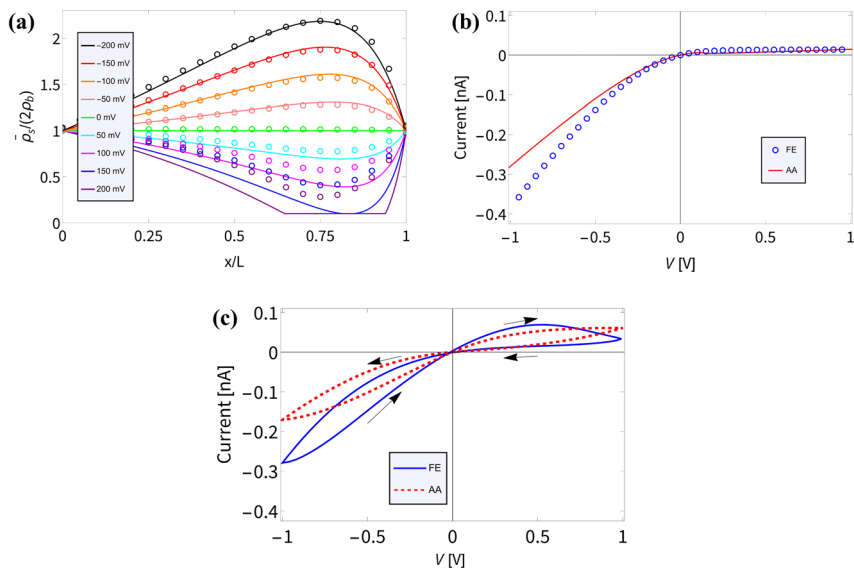 (a)
ρ̄s/(2ρb)
2
1.5
1
0.5
0
−200 mV
−150 mV
−100 mV
−50 mV
0 mV
50 mV
100 mV
150 mV
200 mV
0 0.25 0.5 0.75 1
x/L
(b)
Current [nA]
0.1
0
−0.1
−0.2
−0.3
−0.4
FE
AA
−1 −0.5 0 0.5 1
V [V]
(c)
Current [nA]
0.1
0
−0.1
−0.2
−0.3
−0.4
FE
AA
−1 −0.5 0 0.5 1
V [V]